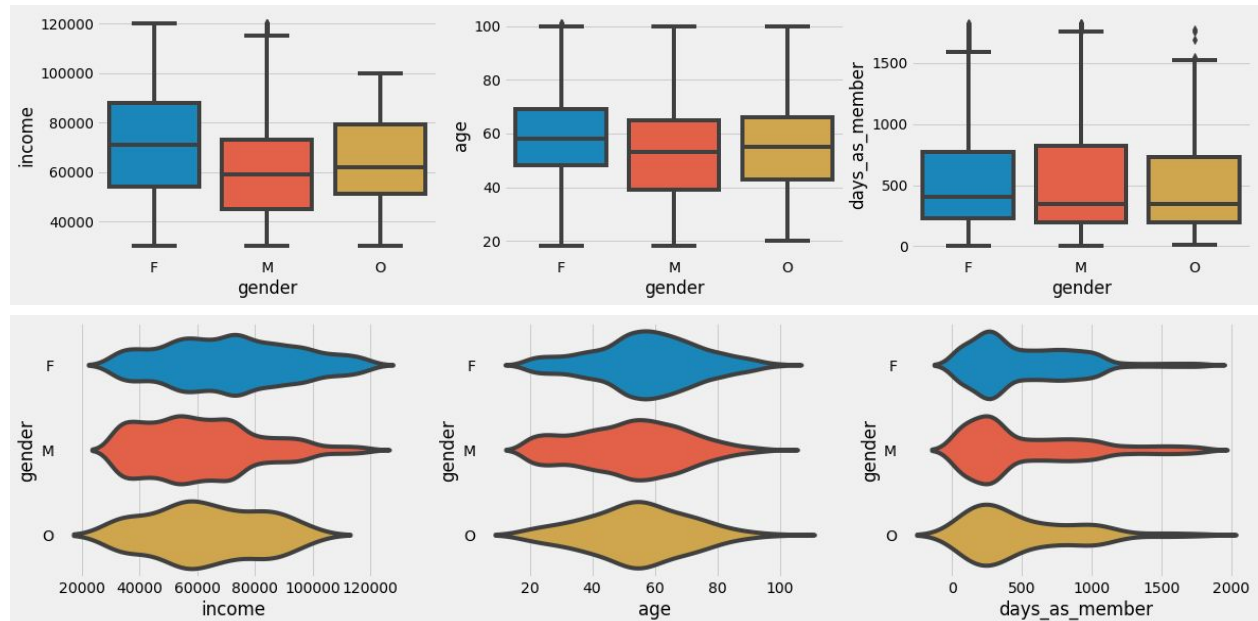 120000
100000
80000
60000
40000
income
F M O
gender
100
80
60
40
20
age
F M O
gender
1500
1000
500
0
days_as_member
F M O
gender
F
M
O
gender
20000 40000 60000 80000 100000 120000
income
F
M
O
gender
20 40 60 80 100
age
F
M
O
gender
0 500 1000 1500 2000
days_as_member